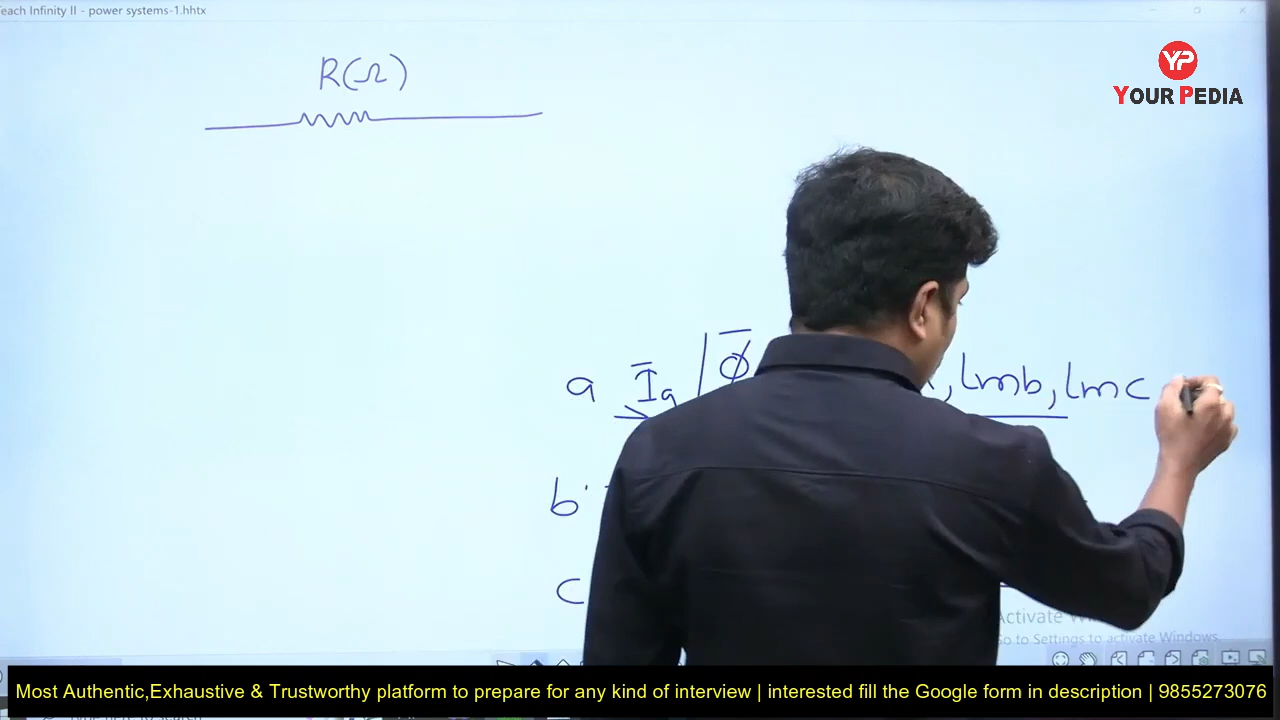 each Infinity II - power systems-1.hhtx
YP
YOUR PEDIA
R(Ω)
a Īa ϕ̄ , lmb, lmc
b
c
Activate
Go to Settings to activate Windows.
Most Authentic,Exhaustive & Trustworthy platform to prepare for any kind of interview | interested fill the Google form in description | 9855273076